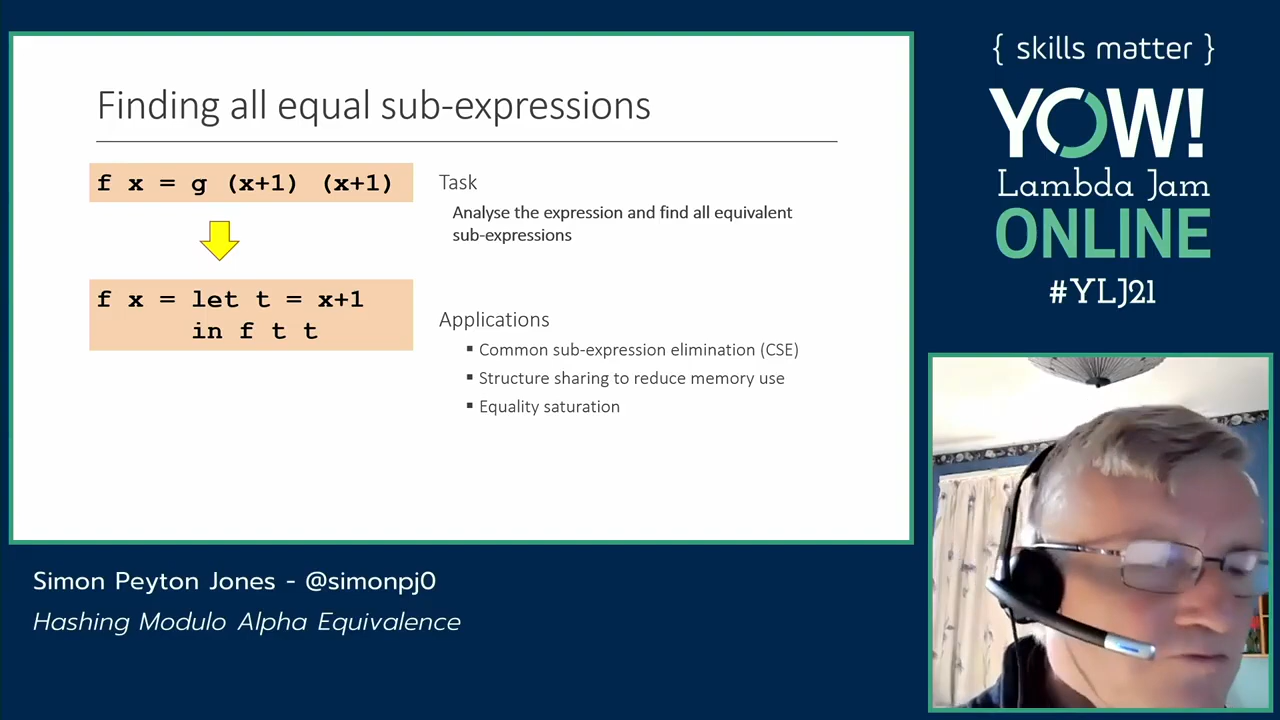 Finding all equal sub-expressions
f x = g (x+1) (x+1)
f x = let t = x+1
in f t t
Task
Analyse the expression and find all equivalent
sub-expressions
Applications
▪ Common sub-expression elimination (CSE)
▪ Structure sharing to reduce memory use
▪ Equality saturation
{ skills matter }
YOW!
Lambda Jam
ONLINE
#YLJ21
Simon Peyton Jones - @simonpj0
Hashing Modulo Alpha Equivalence